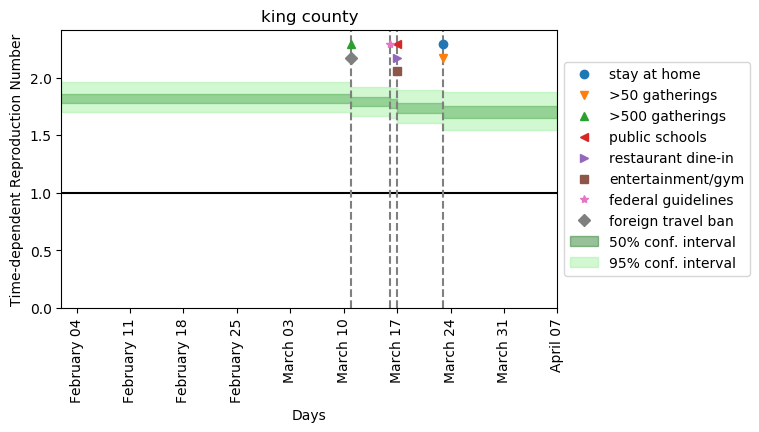 king county
Time-dependent Reproduction Number
2.0
1.5
1.0
0.5
0.0
February 04
February 11
February 18
February 25
March 03
March 10
March 17
March 24
March 31
April 07
Days
stay at home
>50 gatherings
>500 gatherings
public schools
restaurant dine-in
entertainment/gym
federal guidelines
foreign travel ban
50% conf. interval
95% conf. interval